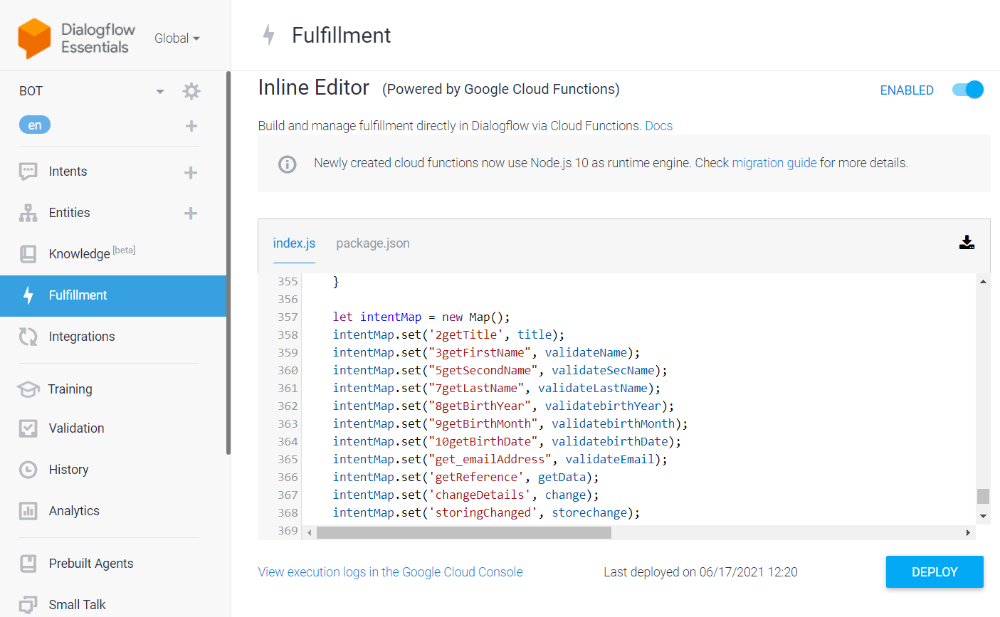 Dialogflow
Essentials
Global
Fulfillment
BOT
en
Intents
Entities
Knowledge [beta]
Fulfillment
Integrations
Training
Validation
History
Analytics
Prebuilt Agents
Small Talk
Inline Editor (Powered by Google Cloud Functions)
ENABLED
Build and manage fulfillment directly in Dialogflow via Cloud Functions. Docs
Newly created cloud functions now use Node.js 10 as runtime engine. Check migration guide for more details.
index.js package.json
355 }
356
357 let intentMap = new Map();
358 intentMap.set('2getTitle', title);
359 intentMap.set("3getFirstName", validateName);
360 intentMap.set("5getSecondName", validateSecName);
361 intentMap.set("7getLastName", validateLastName);
362 intentMap.set("8getBirthYear", validatebirthYear);
363 intentMap.set("9getBirthMonth", validatebirthMonth);
364 intentMap.set("10getBirthDate", validatebirthDate);
365 intentMap.set("get_emailAddress", validateEmail);
366 intentMap.set('getReference', getData);
367 intentMap.set('changeDetails', change);
368 intentMap.set('storingChanged', storechange);
369
View execution logs in the Google Cloud Console
Last deployed on 06/17/2021 12:20
DEPLOY